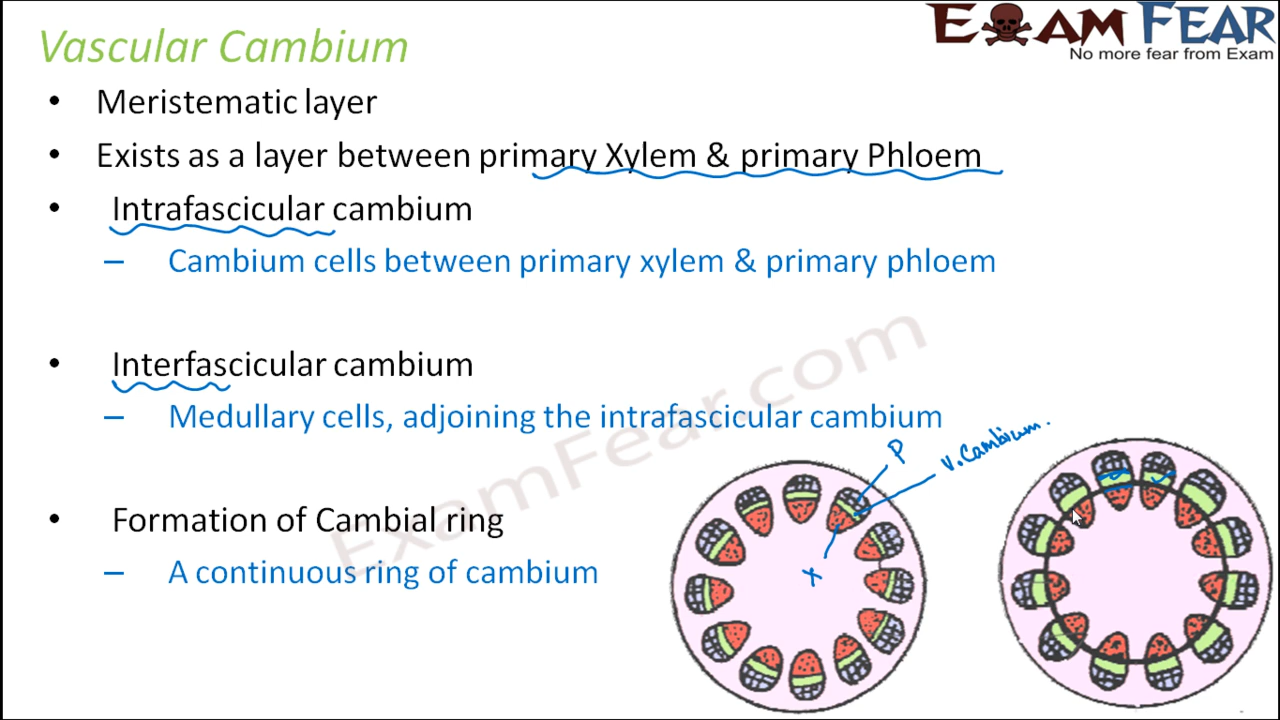 Vascular Cambium
EXAM FEAR
No more fear from Exam
• Meristematic layer
• Exists as a layer between primary Xylem & primary Phloem
• Intrafascicular cambium
– Cambium cells between primary xylem & primary phloem
• Interfascicular cambium
– Medullary cells, adjoining the intrafascicular cambium
• Formation of Cambial ring
– A continuous ring of cambium
P
V. Cambium.
X
ExamFear.com